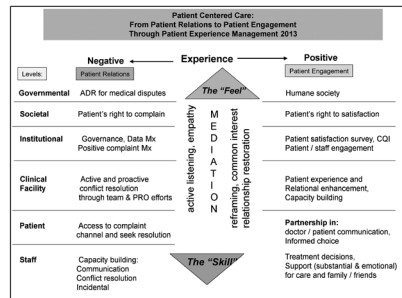 Patient Centered Care:
From Patient Relations to Patient Engagement
Through Patient Experience Management 2013
Negative
Experience
Positive
Levels:
Patient Relations
Patient Engagement
The "Feel"
Governmental
ADR for medical disputes
Humane society
Societal
Patient's right to complain
Patient's right to satisfaction
Institutional
Governance, Data Mx
Positive complaint Mx
Patient satisfaction survey, CQI
Patient / staff engagement
Clinical
Facility
Active and proactive
conflict resolution
through team & PRO efforts
Patient experience and
Relational enhancement,
Capacity building
Patient
Access to complaint
channel and seek resolution
Partnership in:
doctor / patient communication,
Informed choice
Staff
Capacity building:
Communication
Conflict resolution
Incidental
Treatment decisions,
Support (substantial & emotional)
for care and family / friends
active listening, empathy
MEDIATION
reframing, common interest
relationship restoration
The "Skill"